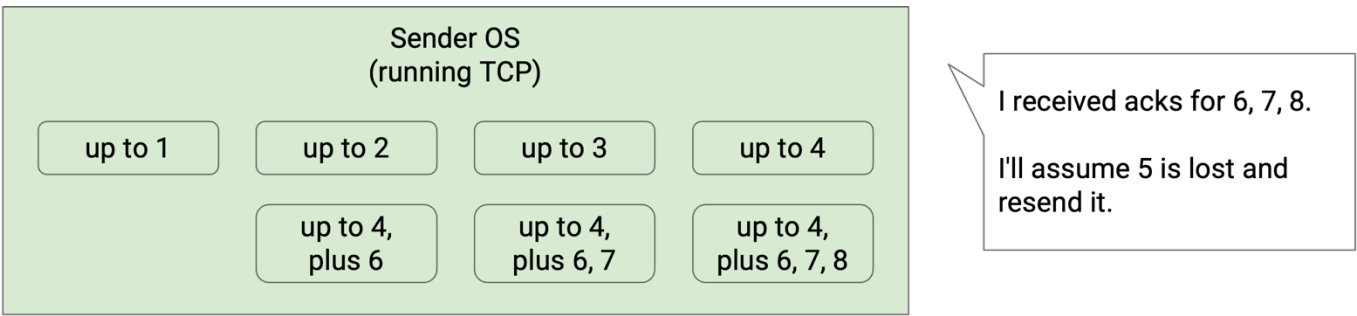 Sender OS
(running TCP)
up to 1
up to 2
up to 3
up to 4
up to 4,
plus 6
up to 4,
plus 6, 7
up to 4,
plus 6, 7, 8
I received acks for 6, 7, 8.
I'll assume 5 is lost and
resend it.